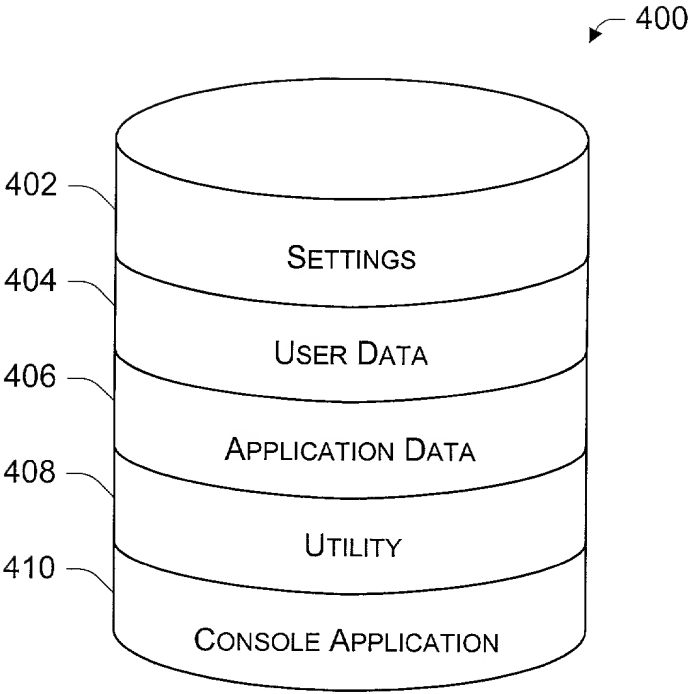 400
402
SETTINGS
404
USER DATA
406
APPLICATION DATA
408
UTILITY
410
CONSOLE APPLICATION